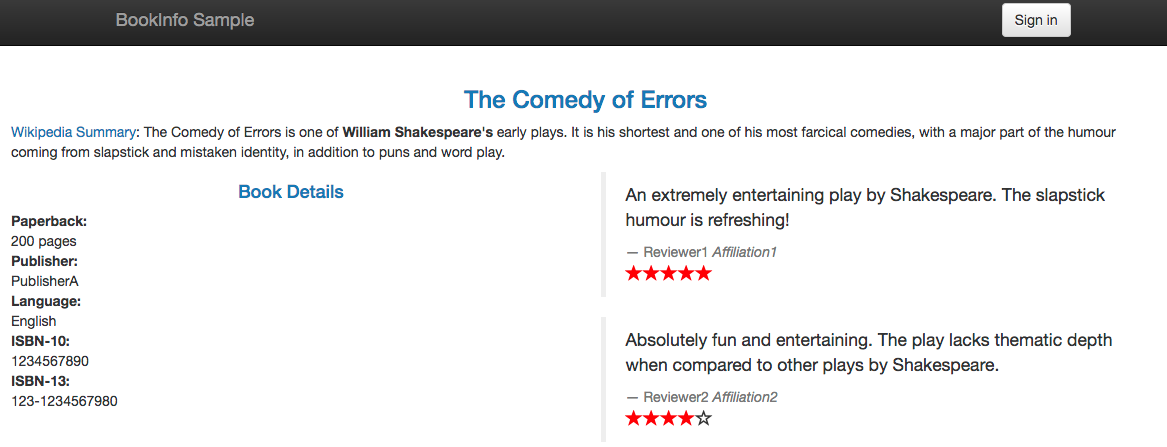 BookInfo Sample
Sign in
The Comedy of Errors
Wikipedia Summary: The Comedy of Errors is one of William Shakespeare's early plays. It is his shortest and one of his most farcical comedies, with a major part of the humour
coming from slapstick and mistaken identity, in addition to puns and word play.
Book Details
Paperback:
200 pages
Publisher:
PublisherA
Language:
English
ISBN-10:
1234567890
ISBN-13:
123-1234567980
An extremely entertaining play by Shakespeare. The slapstick
humour is refreshing!
— Reviewer1 Affiliation1
Absolutely fun and entertaining. The play lacks thematic depth
when compared to other plays by Shakespeare.
— Reviewer2 Affiliation2